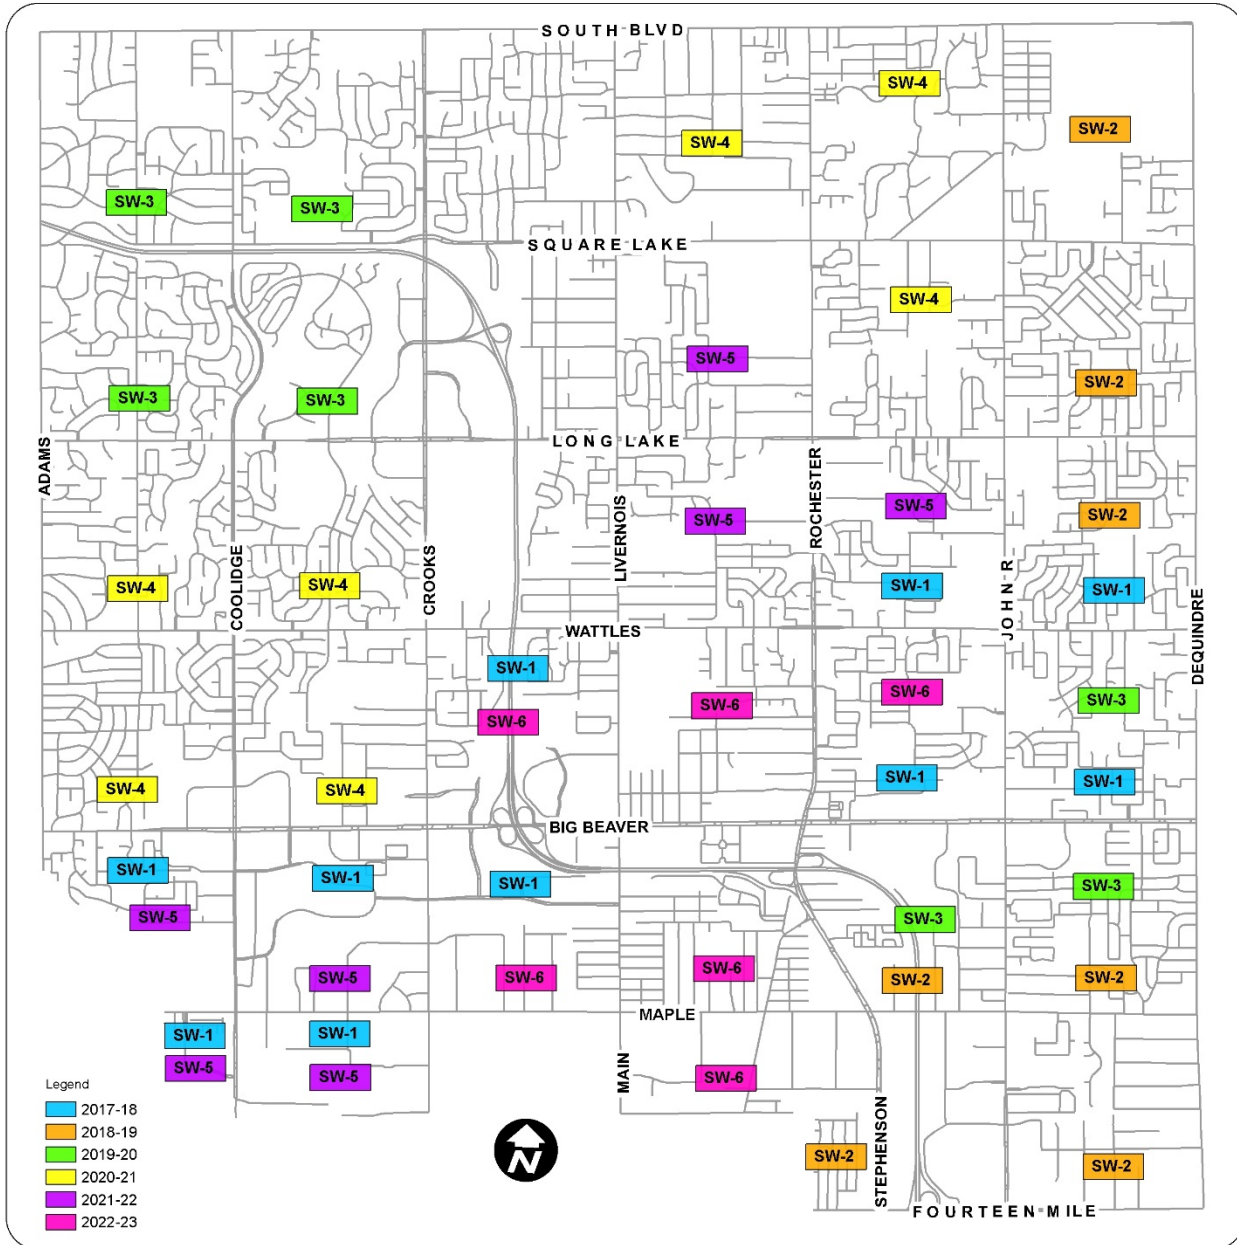 SOUTH BLVD
SW-4
SW-2
SW-4
SW-3
SW-3
SQUARE LAKE
SW-4
SW-5
SW-2
SW-3
SW-3
LONG LAKE
ADAMS
ROCHESTER
LIVERNOIS
SW-5
SW-2
SW-5
COOLIDGE
CROOKS
JOHN R
DEQUINDRE
SW-4
SW-4
SW-1
SW-1
WATTLES
SW-1
SW-6
SW-6
SW-3
SW-6
SW-1
SW-1
SW-4
SW-4
BIG BEAVER
SW-1
SW-1
SW-1
SW-3
SW-5
SW-3
SW-5
SW-6
SW-6
SW-2
SW-2
MAPLE
SW-1
SW-1
SW-5
SW-5
MAIN
SW-6
STEPHENSON
Legend
2017-18
2018-19
2019-20
2020-21
2021-22
2022-23
N
SW-2
SW-2
FOURTEEN MILE